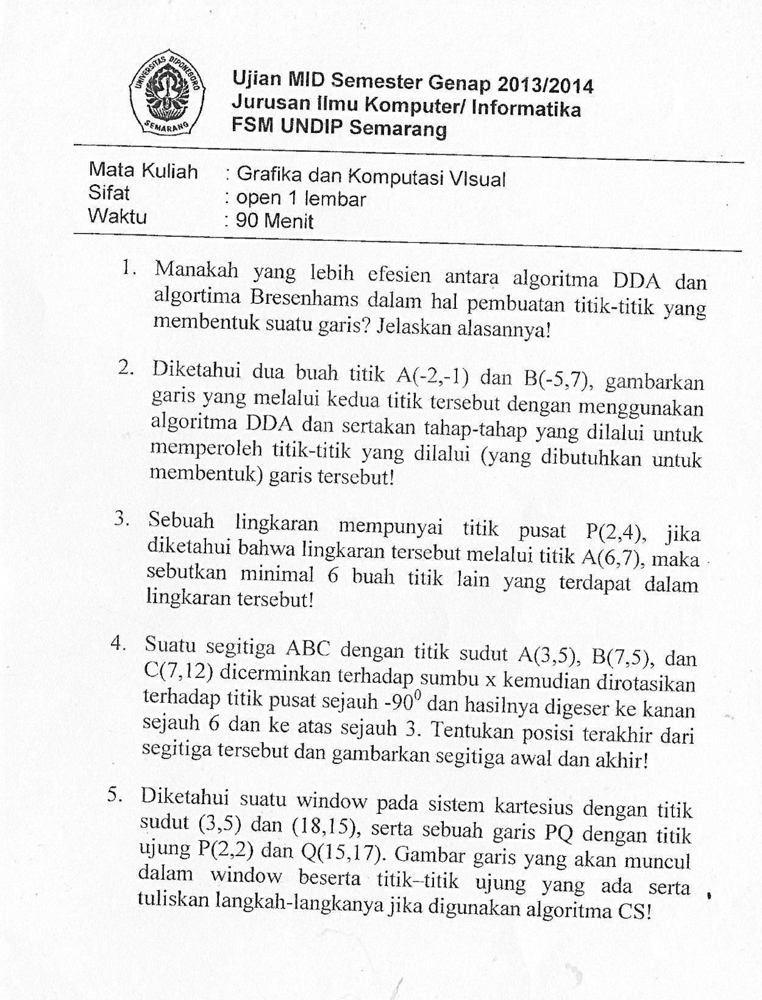 UNIVERSITAS DIPONEGORO
SEMARANG
Ujian MID Semester Genap 2013/2014
Jurusan Ilmu Komputer/ Informatika
FSM UNDIP Semarang
Mata Kuliah : Grafika dan Komputasi VIsual
Sifat : open 1 lembar
Waktu : 90 Menit
1. Manakah yang lebih efesien antara algoritma DDA dan
algortima Bresenhams dalam hal pembuatan titik-titik yang
membentuk suatu garis? Jelaskan alasannya!
2. Diketahui dua buah titik A(-2,-1) dan B(-5,7), gambarkan
garis yang melalui kedua titik tersebut dengan menggunakan
algoritma DDA dan sertakan tahap-tahap yang dilalui untuk
memperoleh titik-titik yang dilalui (yang dibutuhkan untuk
membentuk) garis tersebut!
3. Sebuah lingkaran mempunyai titik pusat P(2,4), jika
diketahui bahwa lingkaran tersebut melalui titik A(6,7), maka
sebutkan minimal 6 buah titik lain yang terdapat dalam
lingkaran tersebut!
4. Suatu segitiga ABC dengan titik sudut A(3,5), B(7,5), dan
C(7,12) dicerminkan terhadap sumbu x kemudian dirotasikan
terhadap titik pusat sejauh -90⁰ dan hasilnya digeser ke kanan
sejauh 6 dan ke atas sejauh 3. Tentukan posisi terakhir dari
segitiga tersebut dan gambarkan segitiga awal dan akhir!
5. Diketahui suatu window pada sistem kartesius dengan titik
sudut (3,5) dan (18,15), serta sebuah garis PQ dengan titik
ujung P(2,2) dan Q(15,17). Gambar garis yang akan muncul
dalam window beserta titik–titik ujung yang ada serta
tuliskan langkah-langkanya jika digunakan algoritma CS!